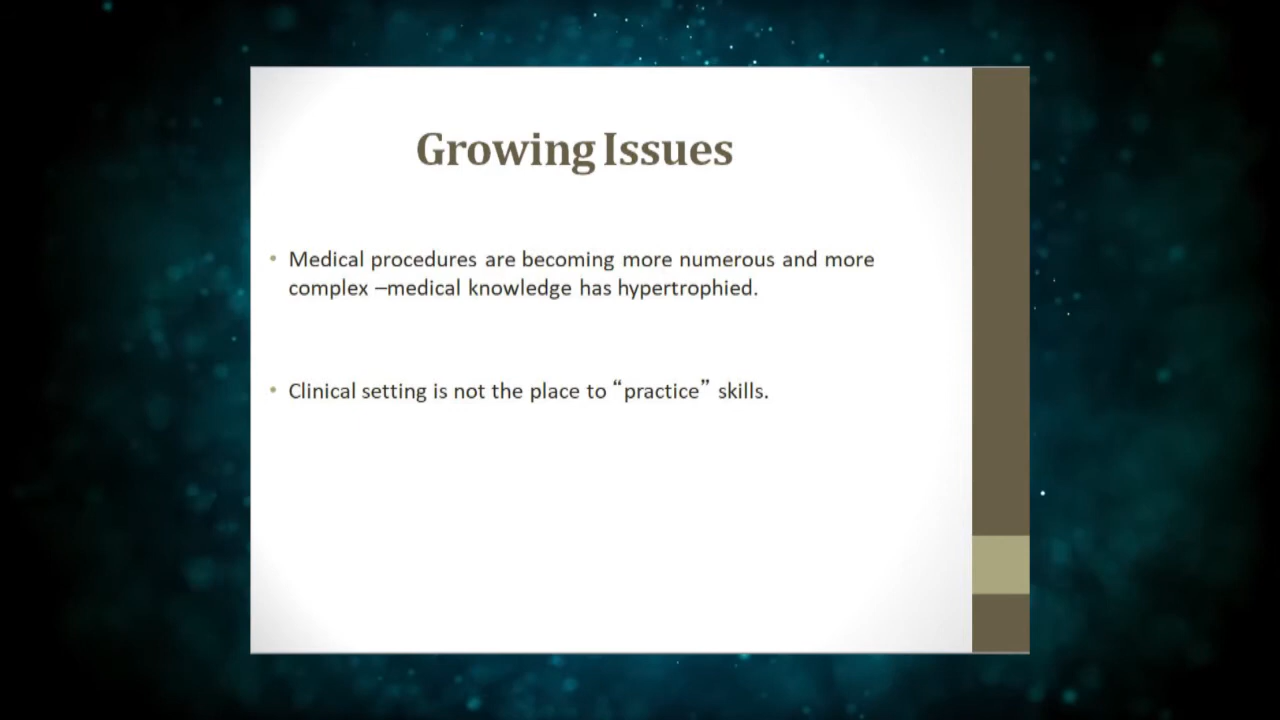 Growing Issues
• Medical procedures are becoming more numerous and more
complex –medical knowledge has hypertrophied.
• Clinical setting is not the place to “practice” skills.